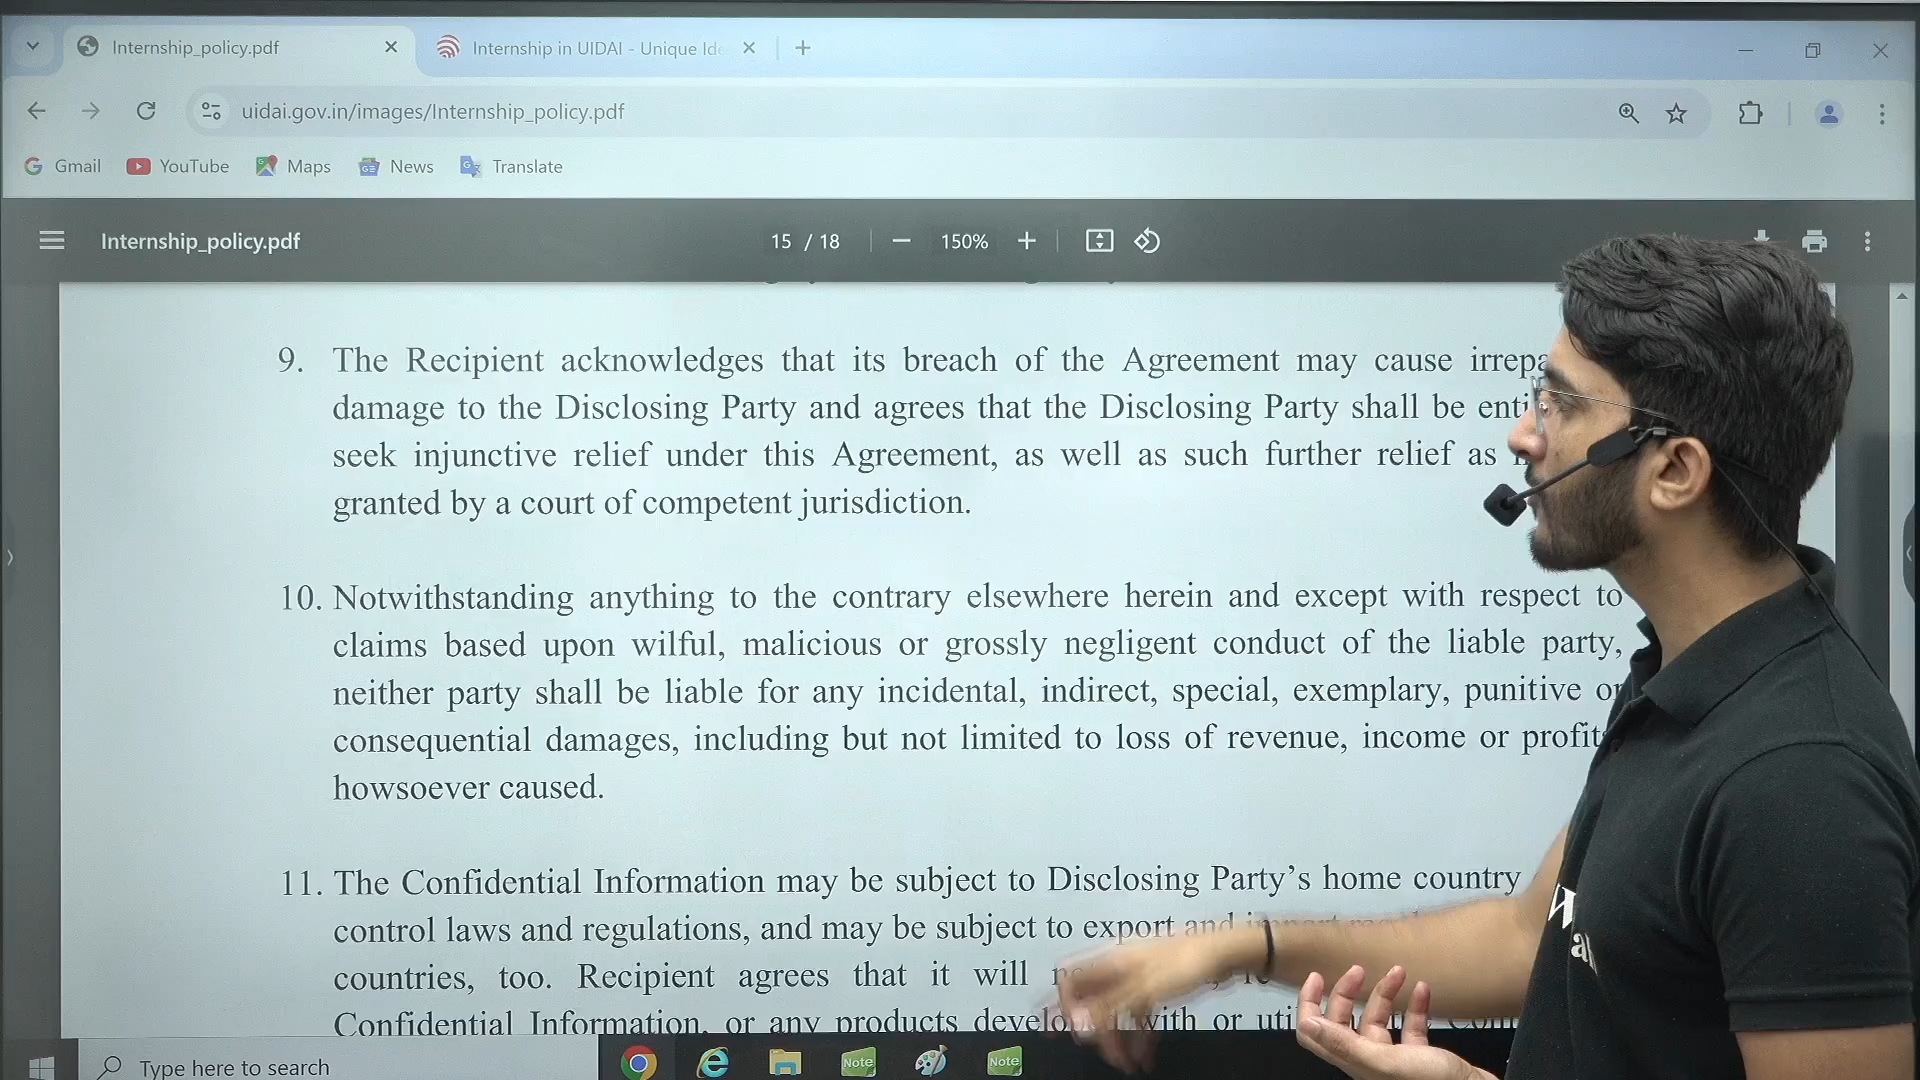 Internship_policy.pdf
Internship in UIDAI - Unique Ide
uidai.gov.in/images/Internship_policy.pdf
Gmail YouTube Maps News Translate
Internship_policy.pdf 15 / 18 150%
9. The Recipient acknowledges that its breach of the Agreement may cause
damage to the Disclosing Party and agrees that the Disclosing Party shall be
seek injunctive relief under this Agreement, as well as such further relief as
granted by a court of competent jurisdiction.
10. Notwithstanding anything to the contrary elsewhere herein and except with respect to
claims based upon wilful, malicious or grossly negligent conduct of the liable party,
neither party shall be liable for any incidental, indirect, special, exemplary, punitive or
consequential damages, including but not limited to loss of revenue, income or profits
howsoever caused.
11. The Confidential Information may be subject to Disclosing Party’s home country
control laws and regulations, and may be subject to export and import
countries, too. Recipient agrees that it will
Confidential Information, or any products with or
Type here to search
Note
Note